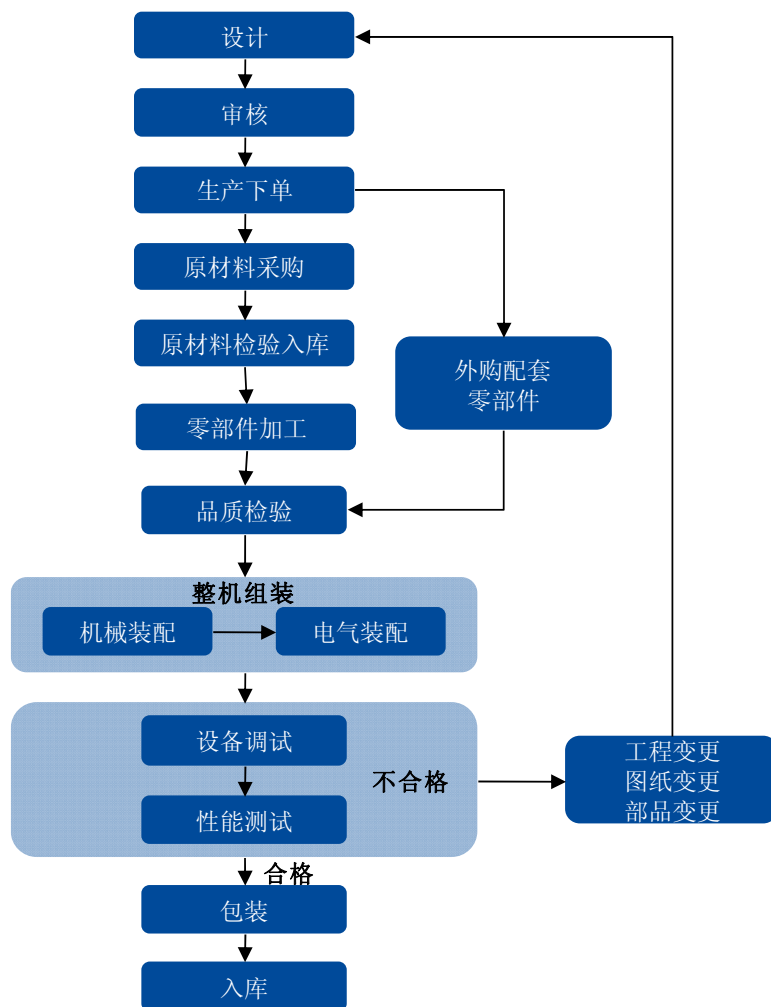 设计
审核
生产下单
原材料采购
原材料检验入库
外购配套
零部件
零部件加工
品质检验
整机组装
机械装配
电气装配
设备调试
不合格
性能测试
工程变更
图纸变更
部品变更
合格
包装
入库